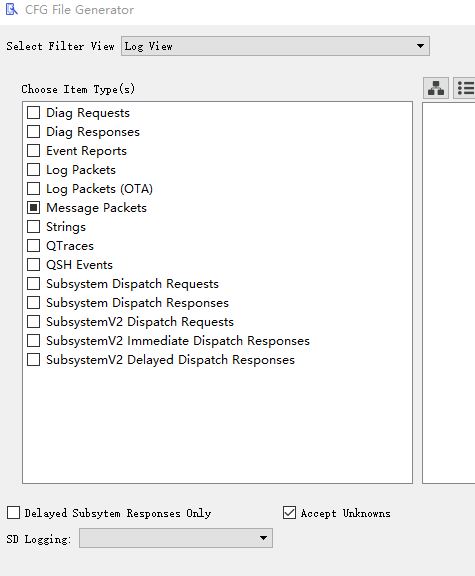 CFG File Generator
Select Filter View Log View
Choose Item Type(s)
Diag Requests
Diag Responses
Event Reports
Log Packets
Log Packets (OTA)
Message Packets
Strings
QTraces
QSH Events
Subsystem Dispatch Requests
Subsystem Dispatch Responses
SubsystemV2 Dispatch Requests
SubsystemV2 Immediate Dispatch Responses
SubsystemV2 Delayed Dispatch Responses
Delayed Subsytem Responses Only Accept Unknowns
SD Logging: